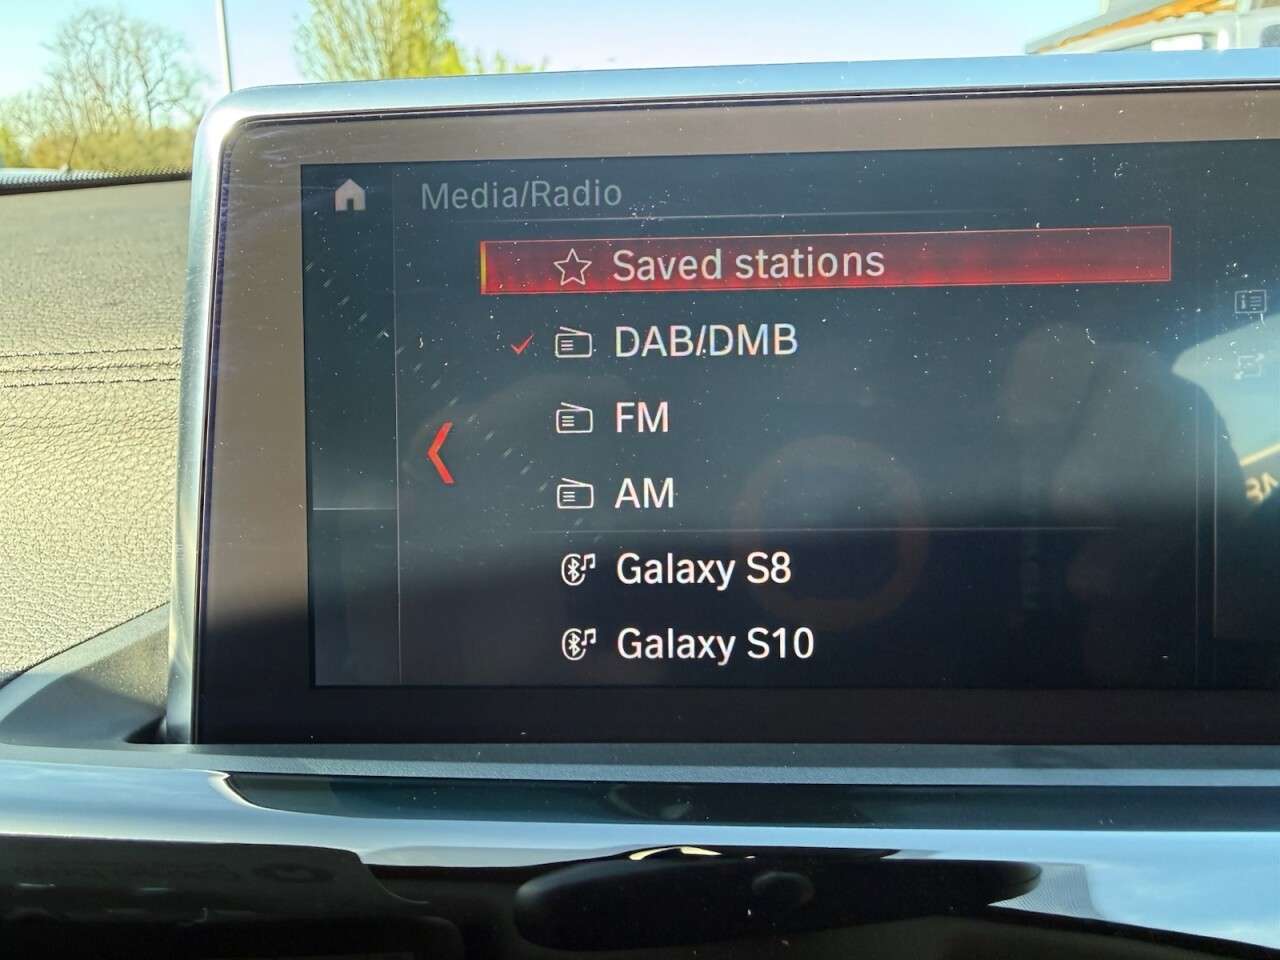 Media/Radio
Saved stations
DAB/DMB
FM
AM
Galaxy S8
Galaxy S10